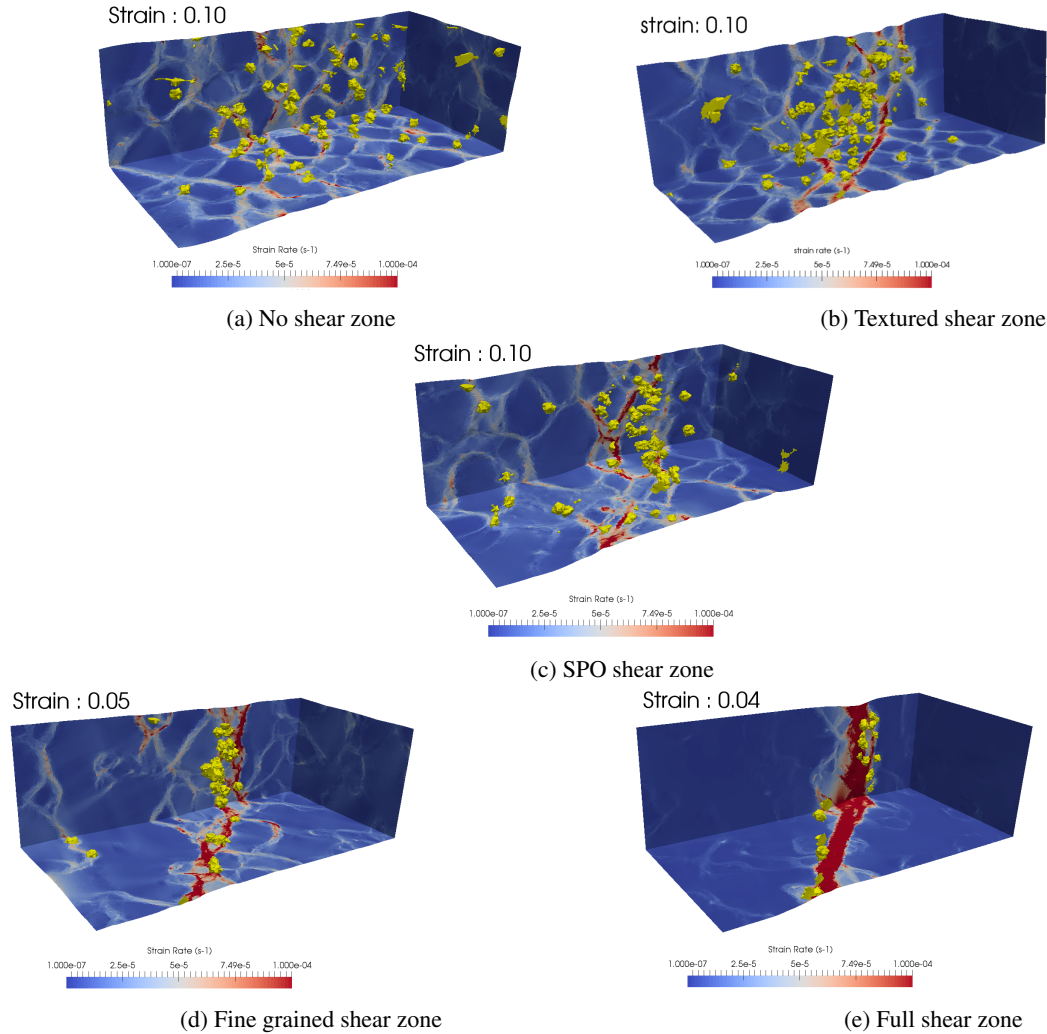 Strain : 0.10
strain: 0.10
Strain Rate (s-1)
1.000e-07 2.5e-5 5e-5 7.49e-5 1.000e-04
strain rate (s-1)
1.000e-07 2.5e-5 5e-5 7.49e-5 1.000e-04
(a) No shear zone
(b) Textured shear zone
Strain : 0.10
Strain Rate (s-1)
1.000e-07 2.5e-5 5e-5 7.49e-5 1.000e-04
(c) SPO shear zone
Strain : 0.05
Strain : 0.04
Strain Rate (s-1)
1.000e-07 2.5e-5 5e-5 7.49e-5 1.000e-04
Strain Rate (s-1)
1.000e-07 2.5e-5 5e-5 7.49e-5 1.000e-04
(d) Fine grained shear zone
(e) Full shear zone